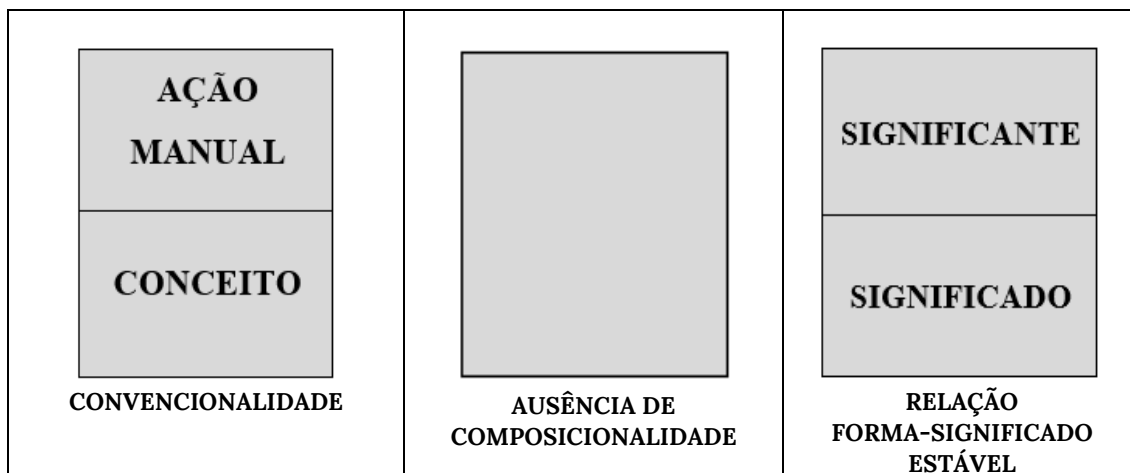 AÇÃO
MANUAL
CONCEITO
CONVENCIONALIDADE
AUSÊNCIA DE
COMPOSICIONALIDADE
SIGNIFICANTE
SIGNIFICADO
RELAÇÃO
FORMA-SIGNIFICADO
ESTÁVEL